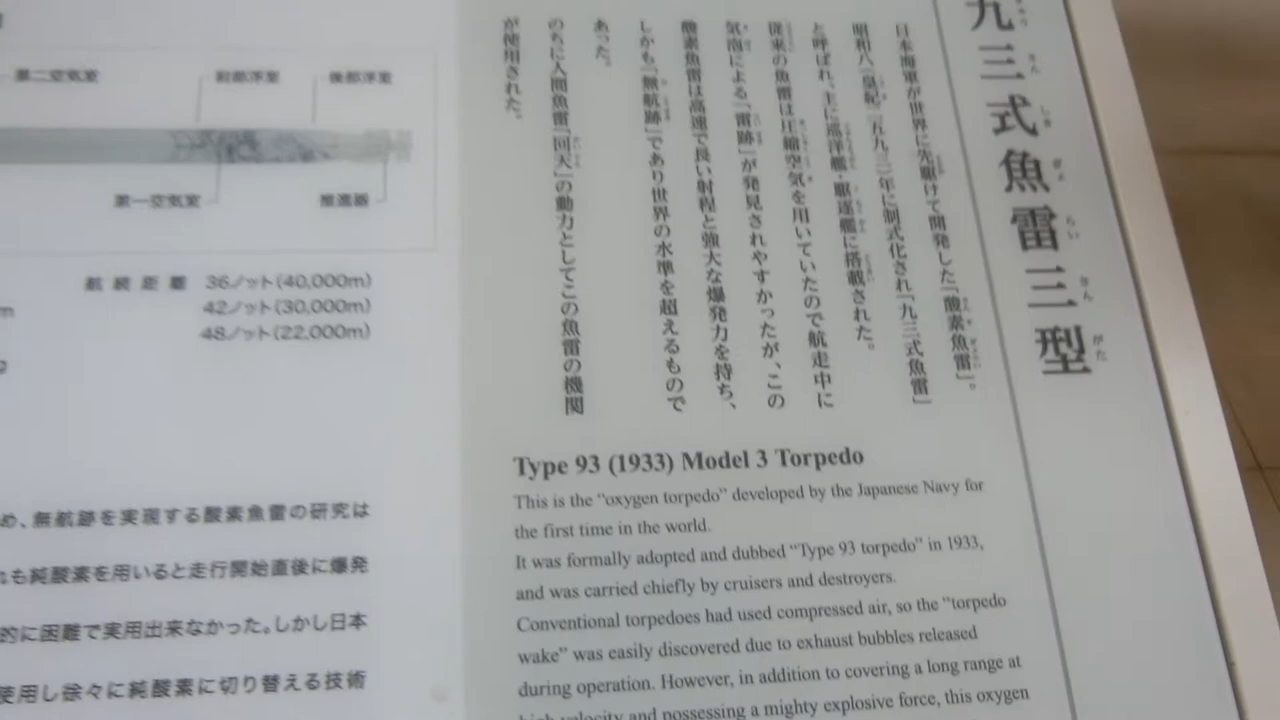 九三式魚雷三型
日本海軍が世界に先駆けて開発した「酸素魚雷」。
昭和八(皇紀二五九三)年に制式化され「九三式魚雷」
と呼ばれ、主に巡洋艦・駆逐艦に搭載された。
従来の魚雷は圧縮空気を用いていたので航走中に
気泡による「雷跡」が発見されやすかったが、この
酸素魚雷は高速で長い射程と強大な爆発力を持ち、
しかも「無航跡」であり世界の水準を超えるもので
あった。
のちに人間魚雷「回天」の動力としてこの魚雷の機関
が使用された。
Type 93 (1933) Model 3 Torpedo
This is the “oxygen torpedo” developed by the Japanese Navy for
the first time in the world.
It was formally adopted and dubbed “Type 93 torpedo” in 1933,
and was carried chiefly by cruisers and destroyers.
Conventional torpedoes had used compressed air, so the “torpedo
wake” was easily discovered due to exhaust bubbles released
during operation. However, in addition to covering a long range at
high velocity and possessing a mighty explosive force, this oxygen
第二空気室
前部浮室
後部浮室
第一空気室
推進器
航続距離 36ノット(40,000m)
42ノット(30,000m)
48ノット(22,000m)
め、無航跡を実現する酸素魚雷の研究は
れも純酸素を用いると走行開始直後に爆発
的に困難で実用出来なかった。しかし日本
使用し徐々に純酸素に切り替える技術